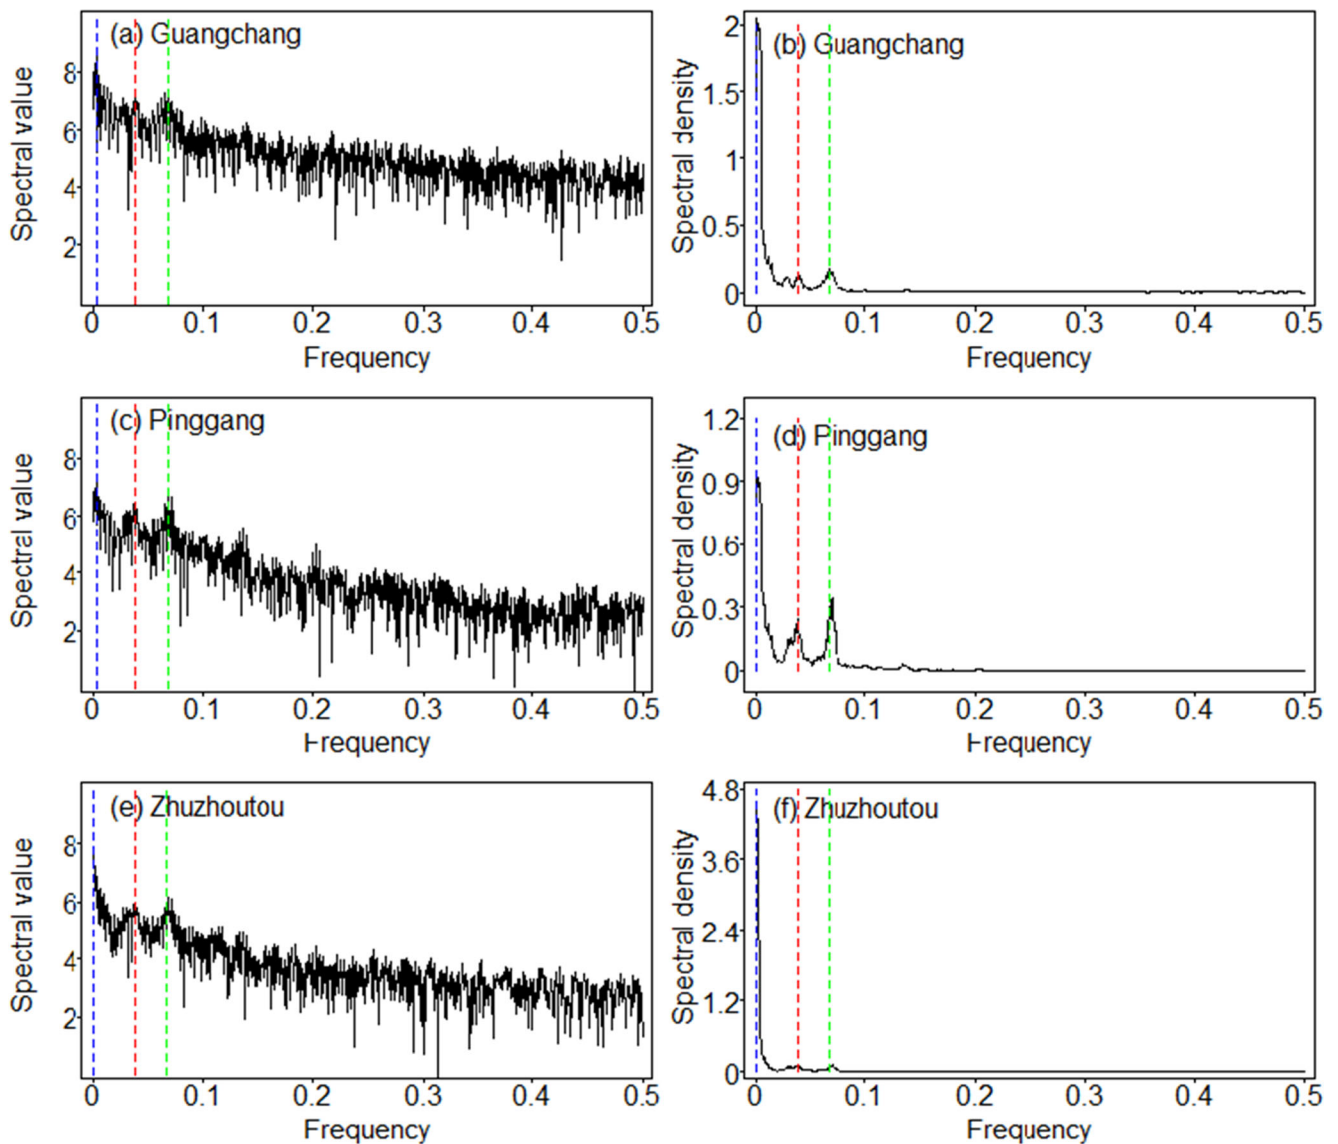 (a) Guangchang
Spectral value
8
6
4
2
0 0.1 0.2 0.3 0.4 0.5
Frequency
(b) Guangchang
Spectral density
2
1.5
1
0.5
0
0 0.1 0.2 0.3 0.4 0.5
Frequency
(c) Pinggang
Spectral value
8
6
4
2
0 0.1 0.2 0.3 0.4 0.5
Frequency
(d) Pinggang
Spectral density
1.2
0.9
0.6
0.3
0
0 0.1 0.2 0.3 0.4 0.5
Frequency
(e) Zhuzhoutou
Spectral value
8
6
4
2
0 0.1 0.2 0.3 0.4 0.5
Frequency
(f) Zhuzhoutou
Spectral density
4.8
3.6
2.4
1.2
0
0 0.1 0.2 0.3 0.4 0.5
Frequency